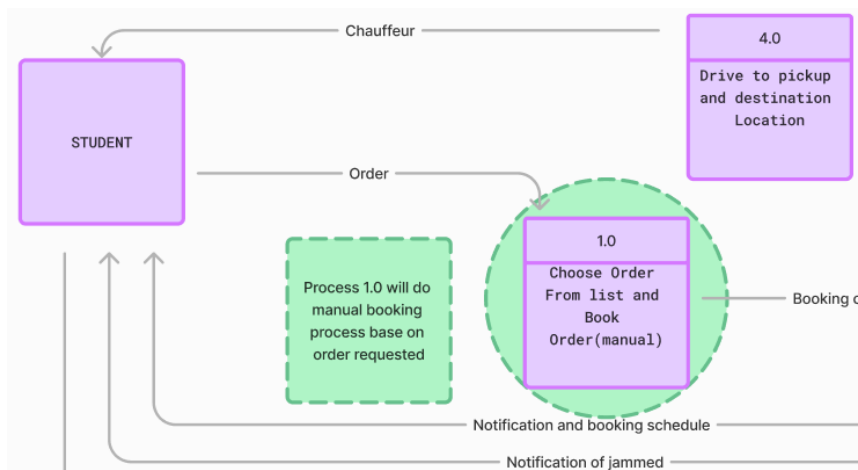 Chauffeur
4.0
Drive to pickup
and destination
Location
STUDENT
Order
1.0
Choose Order
From list and
Book
Order(manual)
Process 1.0 will do
manual booking
process base on
order requested
Booking
Notification and booking schedule
Notification of jammed